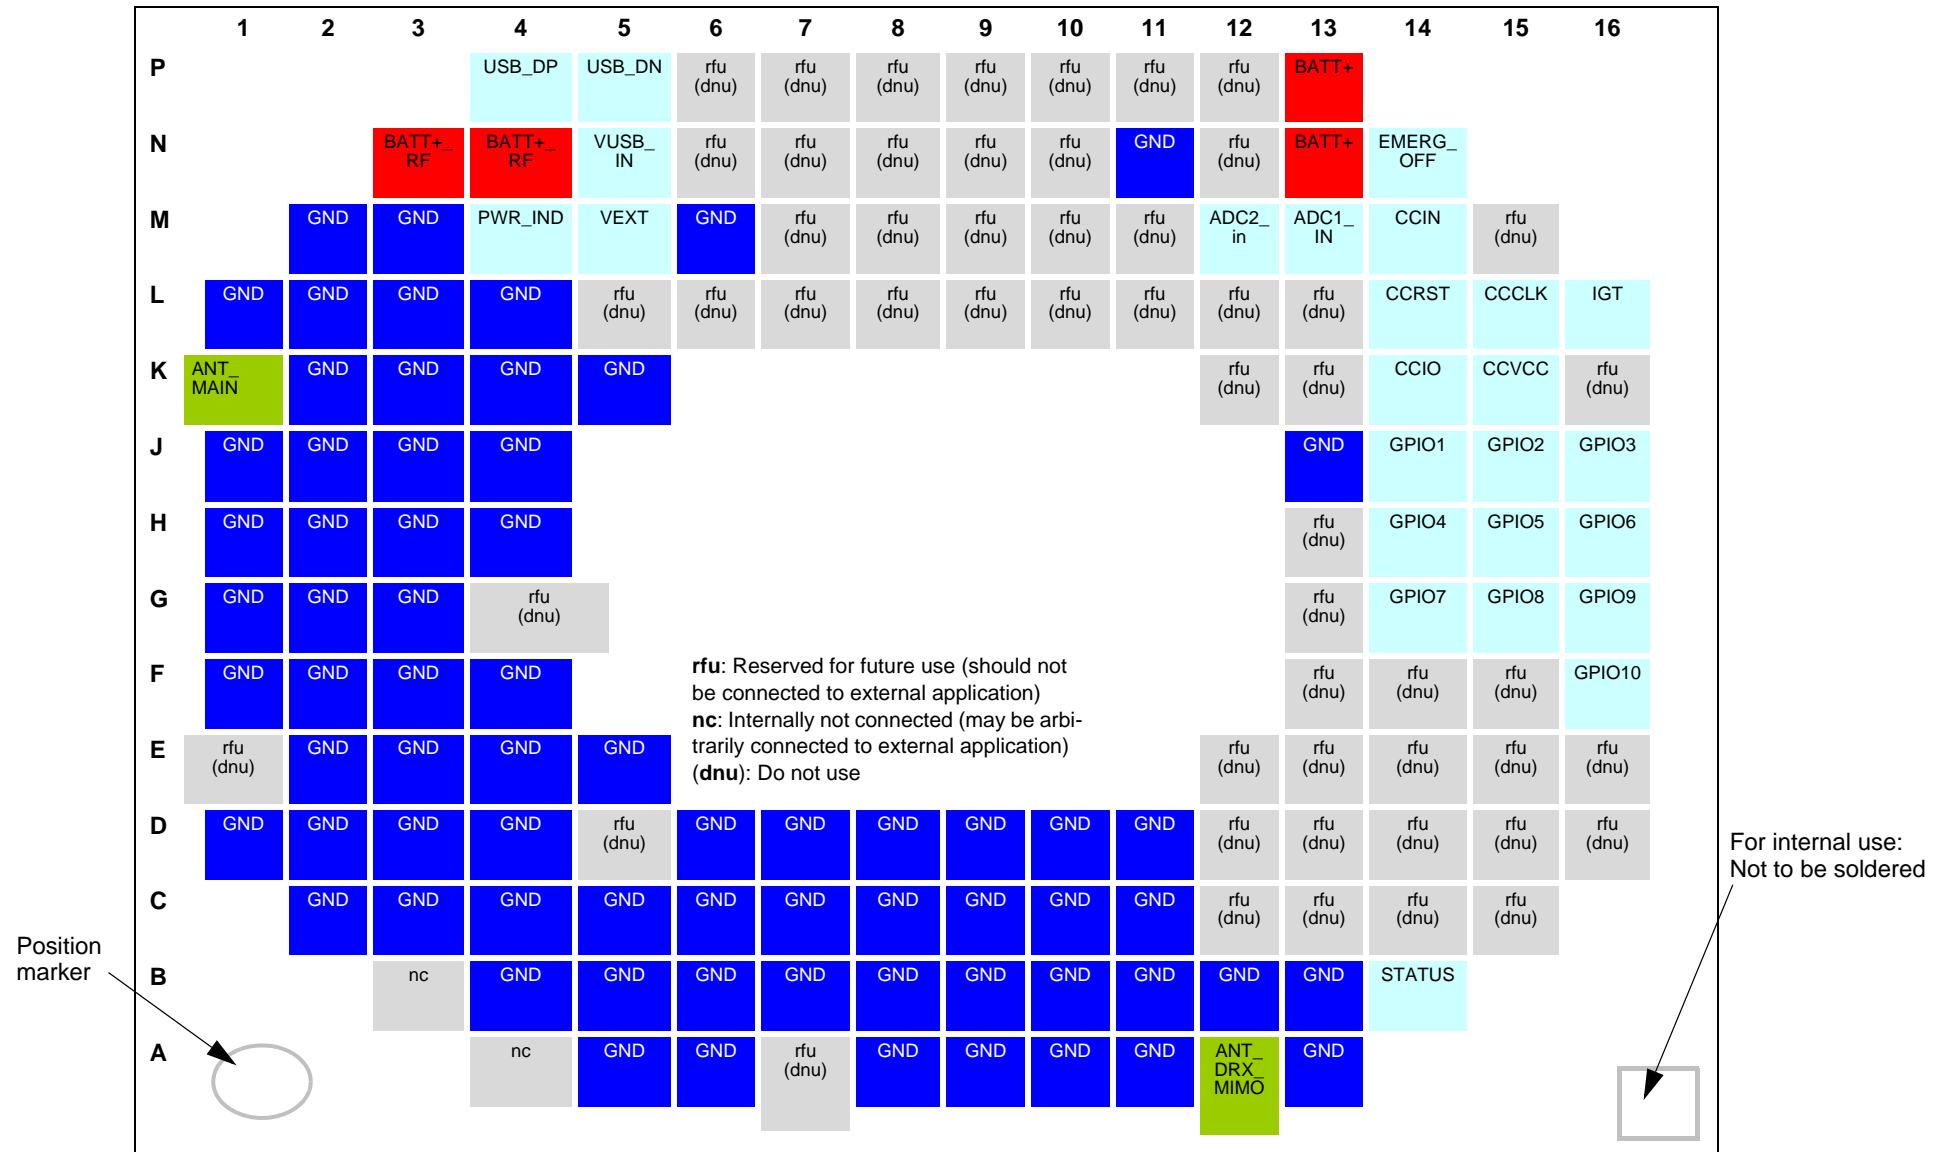 1 2 3 4 5 6 7 8 9 10 11 12 13 14 15 16
P USB_DP USB_DN rfu (dnu) rfu (dnu) rfu (dnu) rfu (dnu) rfu (dnu) rfu (dnu) rfu (dnu) BATT+
N BATT+_RF BATT+_RF VUSB_IN rfu (dnu) rfu (dnu) rfu (dnu) rfu (dnu) rfu (dnu) GND rfu (dnu) BATT+ EMERG_OFF
M GND GND PWR_IND VEXT GND rfu (dnu) rfu (dnu) rfu (dnu) rfu (dnu) rfu (dnu) ADC2_in ADC1_IN CCIN rfu (dnu)
L GND GND GND GND rfu (dnu) rfu (dnu) rfu (dnu) rfu (dnu) rfu (dnu) rfu (dnu) rfu (dnu) rfu (dnu) rfu (dnu) CCRST CCCLK IGT
K ANT_MAIN GND GND GND GND rfu (dnu) rfu (dnu) CCIO CCVCC rfu (dnu)
J GND GND GND GND GND GPIO1 GPIO2 GPIO3
H GND GND GND GND rfu (dnu) GPIO4 GPIO5 GPIO6
G GND GND GND rfu (dnu) rfu (dnu) GPIO7 GPIO8 GPIO9
F GND GND GND GND rfu (dnu) rfu (dnu) rfu (dnu) GPIO10
rfu: Reserved for future use (should not
be connected to external application)
nc: Internally not connected (may be arbi-
trarily connected to external application)
(dnu): Do not use
E rfu (dnu) GND GND GND GND rfu (dnu) rfu (dnu) rfu (dnu) rfu (dnu) rfu (dnu)
D GND GND GND GND rfu (dnu) GND GND GND GND GND GND rfu (dnu) rfu (dnu) rfu (dnu) rfu (dnu) rfu (dnu)
For internal use:
Not to be soldered
C GND GND GND GND GND GND GND GND GND GND rfu (dnu) rfu (dnu) rfu (dnu) rfu (dnu)
Position
marker
B nc GND GND GND GND GND GND GND GND GND GND STATUS
A nc GND GND rfu (dnu) GND GND GND GND ANT_DRX_MIMO GND